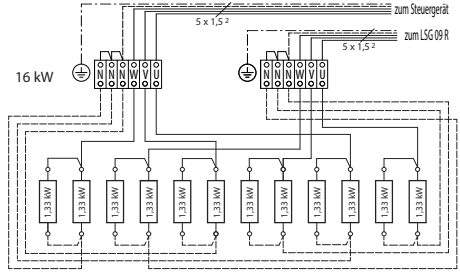 zum Steuergerät
5 x 1,5 ²
zum LSG 09 R
5 x 1,5 ²
16 kW
N N N W V U
N N N W V U
1,33 kW 1,33 kW 1,33 kW 1,33 kW 1,33 kW 1,33 kW 1,33 kW 1,33 kW 1,33 kW 1,33 kW 1,33 kW 1,33 kW